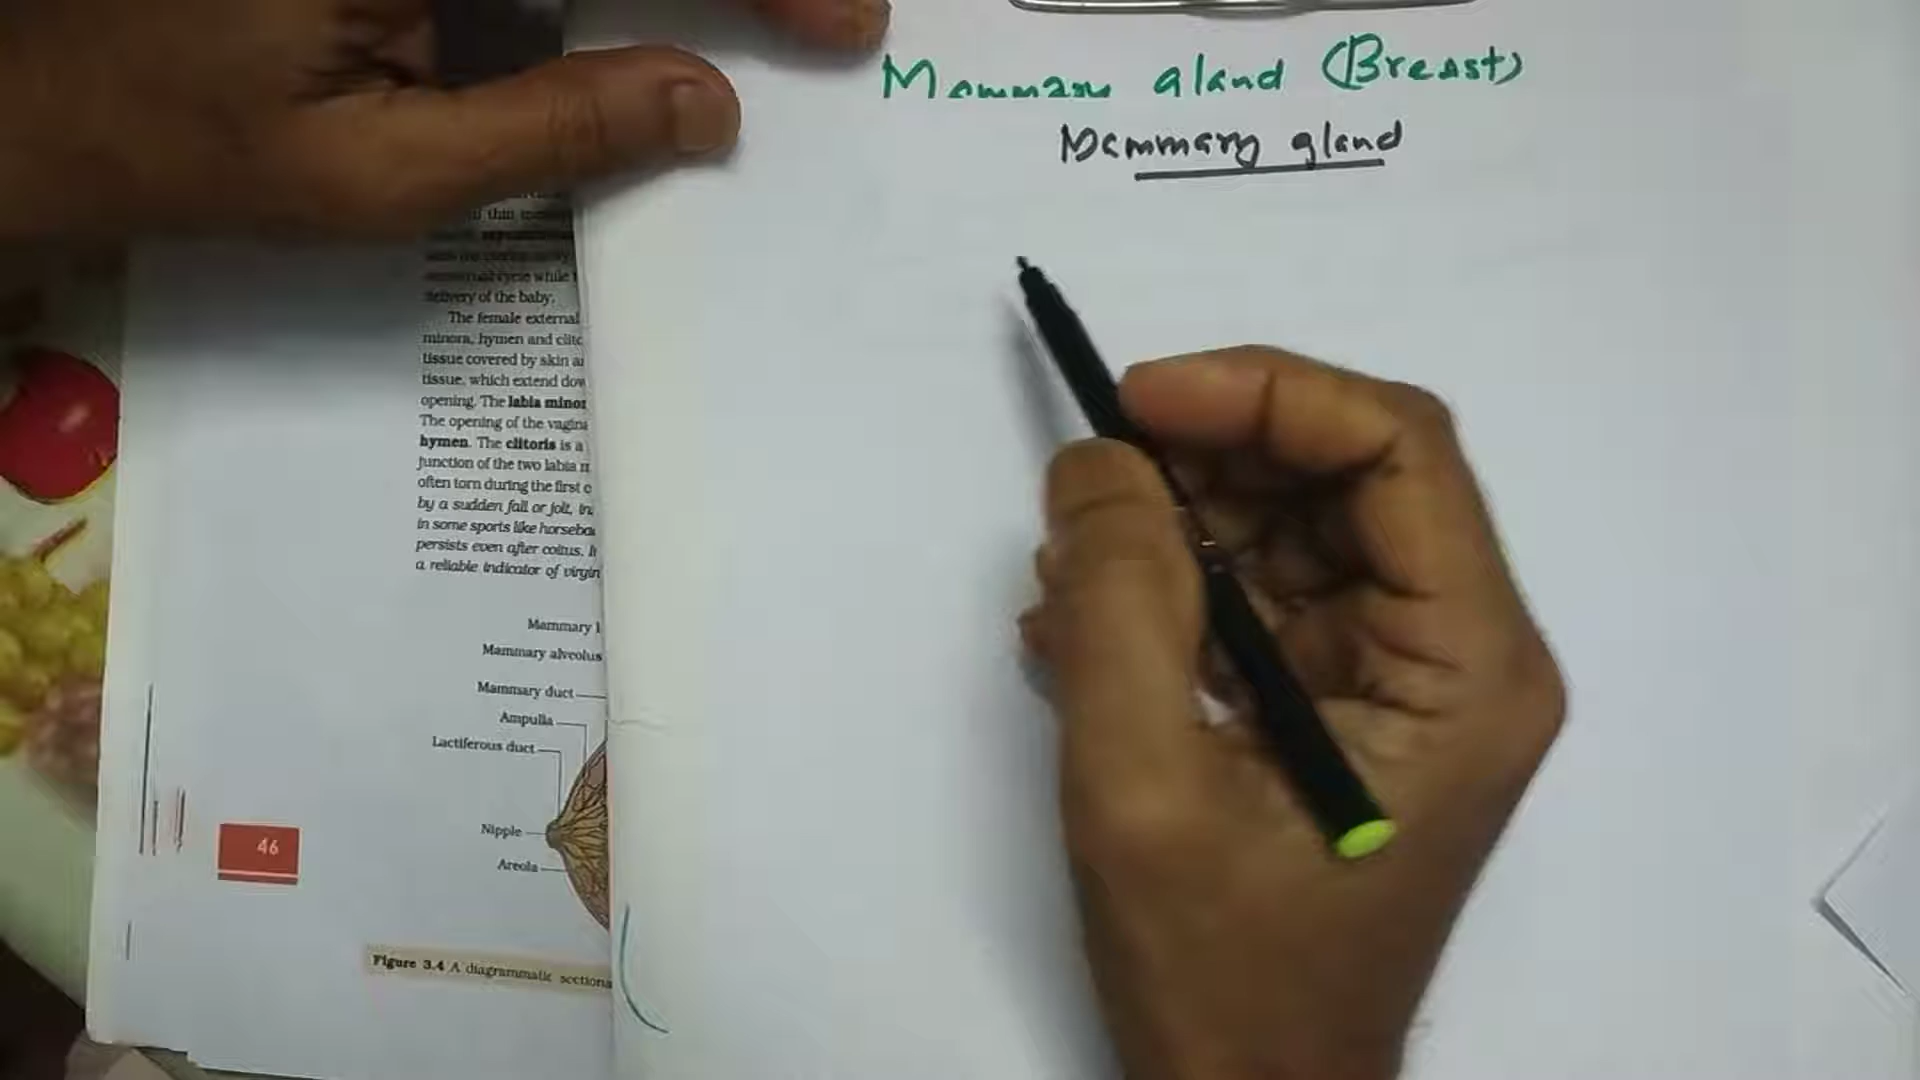 Mammary gland (Breast)
Mammary gland
delivery of the baby.
The female external
minora, hymen and clito
tissue covered by skin a
tissue, which extend dow
opening. The labia minor
The opening of the vagina
hymen. The clitoris is a
junction of the two labia m
often torn during the first c
by a sudden fall or jolt, in
in some sports like horseba
persists even after coitus. I
a reliable indicator of virgin
Mammary l
Mammary alveolus
Mammary duct
Ampulla
Lactiferous duct
Nipple
Areola
46
Figure 3.4 A diagrammatic sectiona